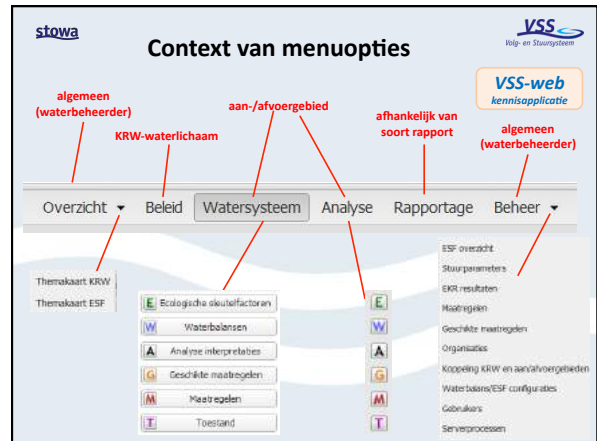 stowa
VSS
Volg- en Stuursysteem
Context van menuopties
VSS-web
kennisapplicatie
algemeen
(waterbeheerder)
KRW-waterlichaam
aan-/afvoergebied
afhankelijk van
soort rapport
algemeen
(waterbeheerder)
Overzicht Beleid Watersysteem Analyse Rapportage Beheer
Themakaart KRW
Themakaart ESF
E Ecologische sleutelfactoren
W Waterbalansen
A Analyse interpretaties
G Geschikte maatregelen
M Maatregelen
T Toestand
E
W
A
G
M
T
ESF overzicht
Stuurparameters
EKR resultaten
Maatregelen
Geschikte maatregelen
Organisaties
Koppeling KRW en aan/afvoergebieden
Waterbalans/ESF configuraties
Gebruikers
Serverprocessen